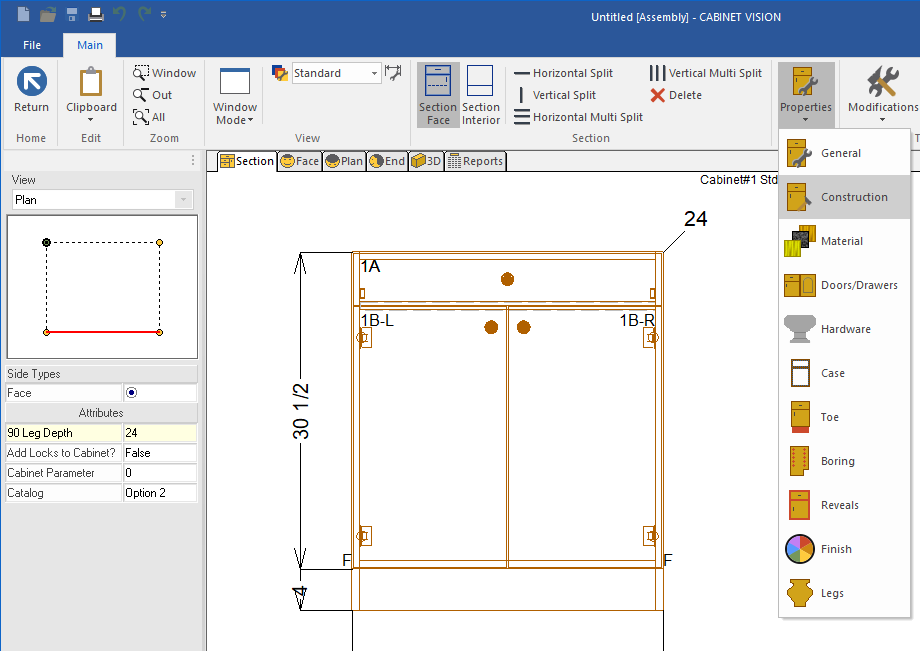 Untitled [Assembly] - CABINET VISION
File
Main
Return
Home
Clipboard
Edit
Window
Out
All
Zoom
Window
Mode
Standard
View
Section
Face
Section
Interior
Horizontal Split
Vertical Split
Horizontal Multi Split
Vertical Multi Split
Delete
Section
Properties
Modifications
View
Plan
Side Types
Face
Attributes
90 Leg Depth 24
Add Locks to Cabinet? False
Cabinet Parameter 0
Catalog Option 2
Section Face Plan End 3D Reports
Cabinet#1 Std
24
1A
1B-L
1B-R
30 1/2
F
F
4
General
Construction
Material
Doors/Drawers
Hardware
Case
Toe
Boring
Reveals
Finish
Legs